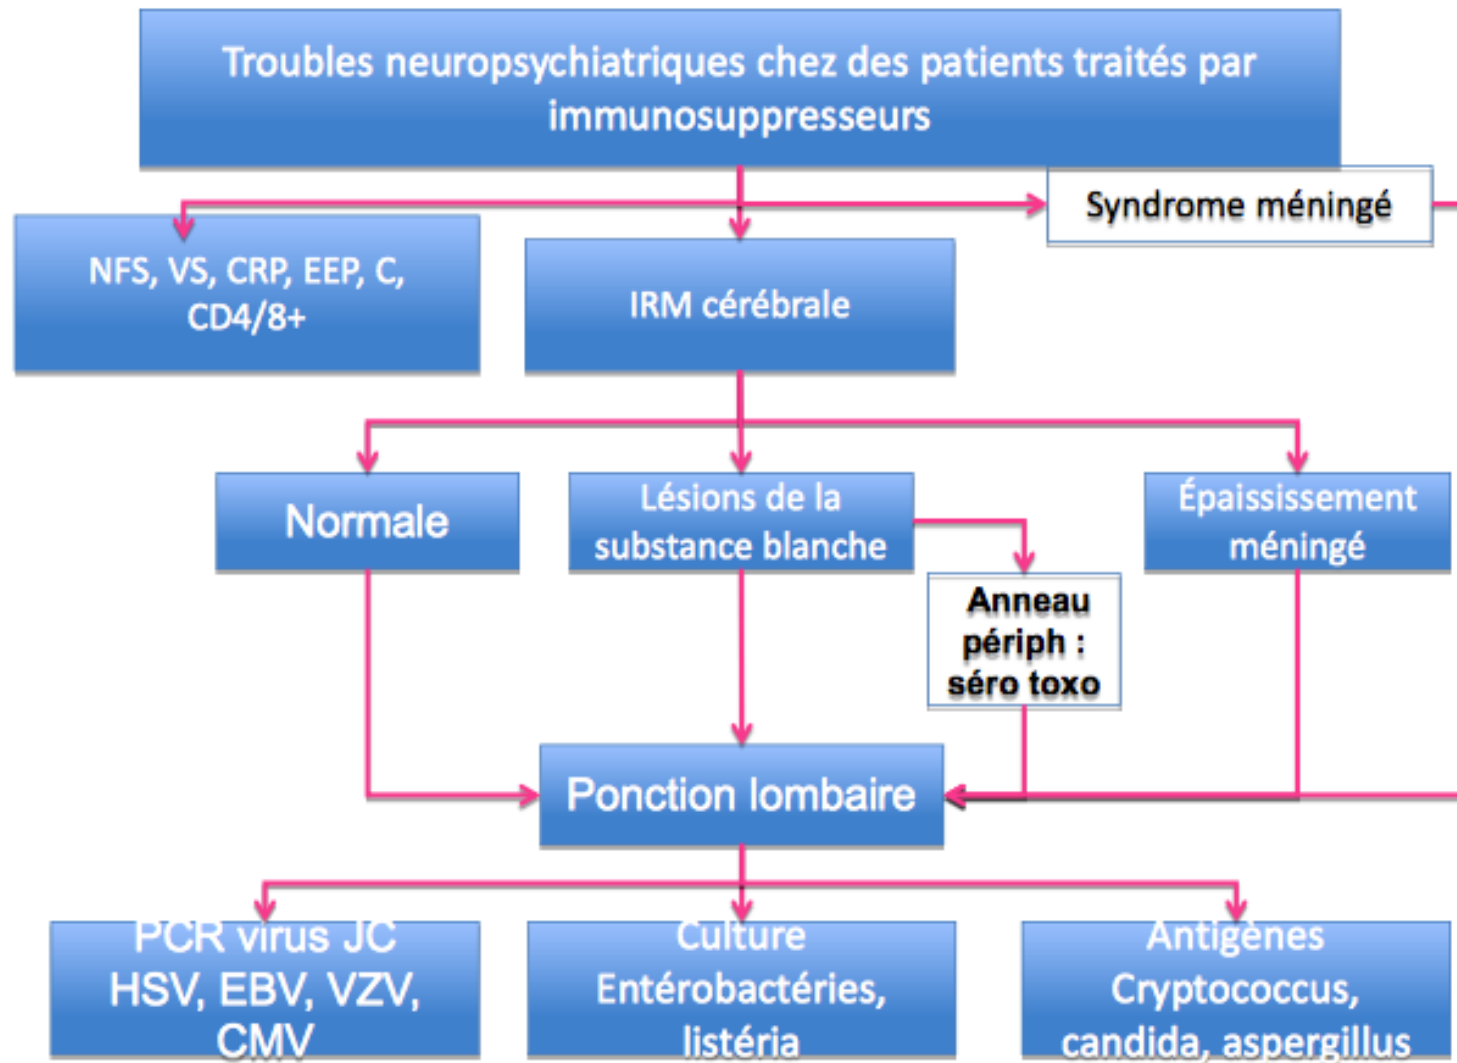 Troubles neuropsychiatriques chez des patients traités par
immunosuppresseurs
Syndrome méningé
NFS, VS, CRP, EEP, C,
CD4/8+
IRM cérébrale
Normale
Lésions de la
substance blanche
Épaississement
méningé
Anneau
périph :
séro toxo
Ponction lombaire
PCR virus JC
HSV, EBV, VZV,
CMV
Culture
Entérobactéries,
listéria
Antigènes
Cryptococcus,
candida, aspergillus